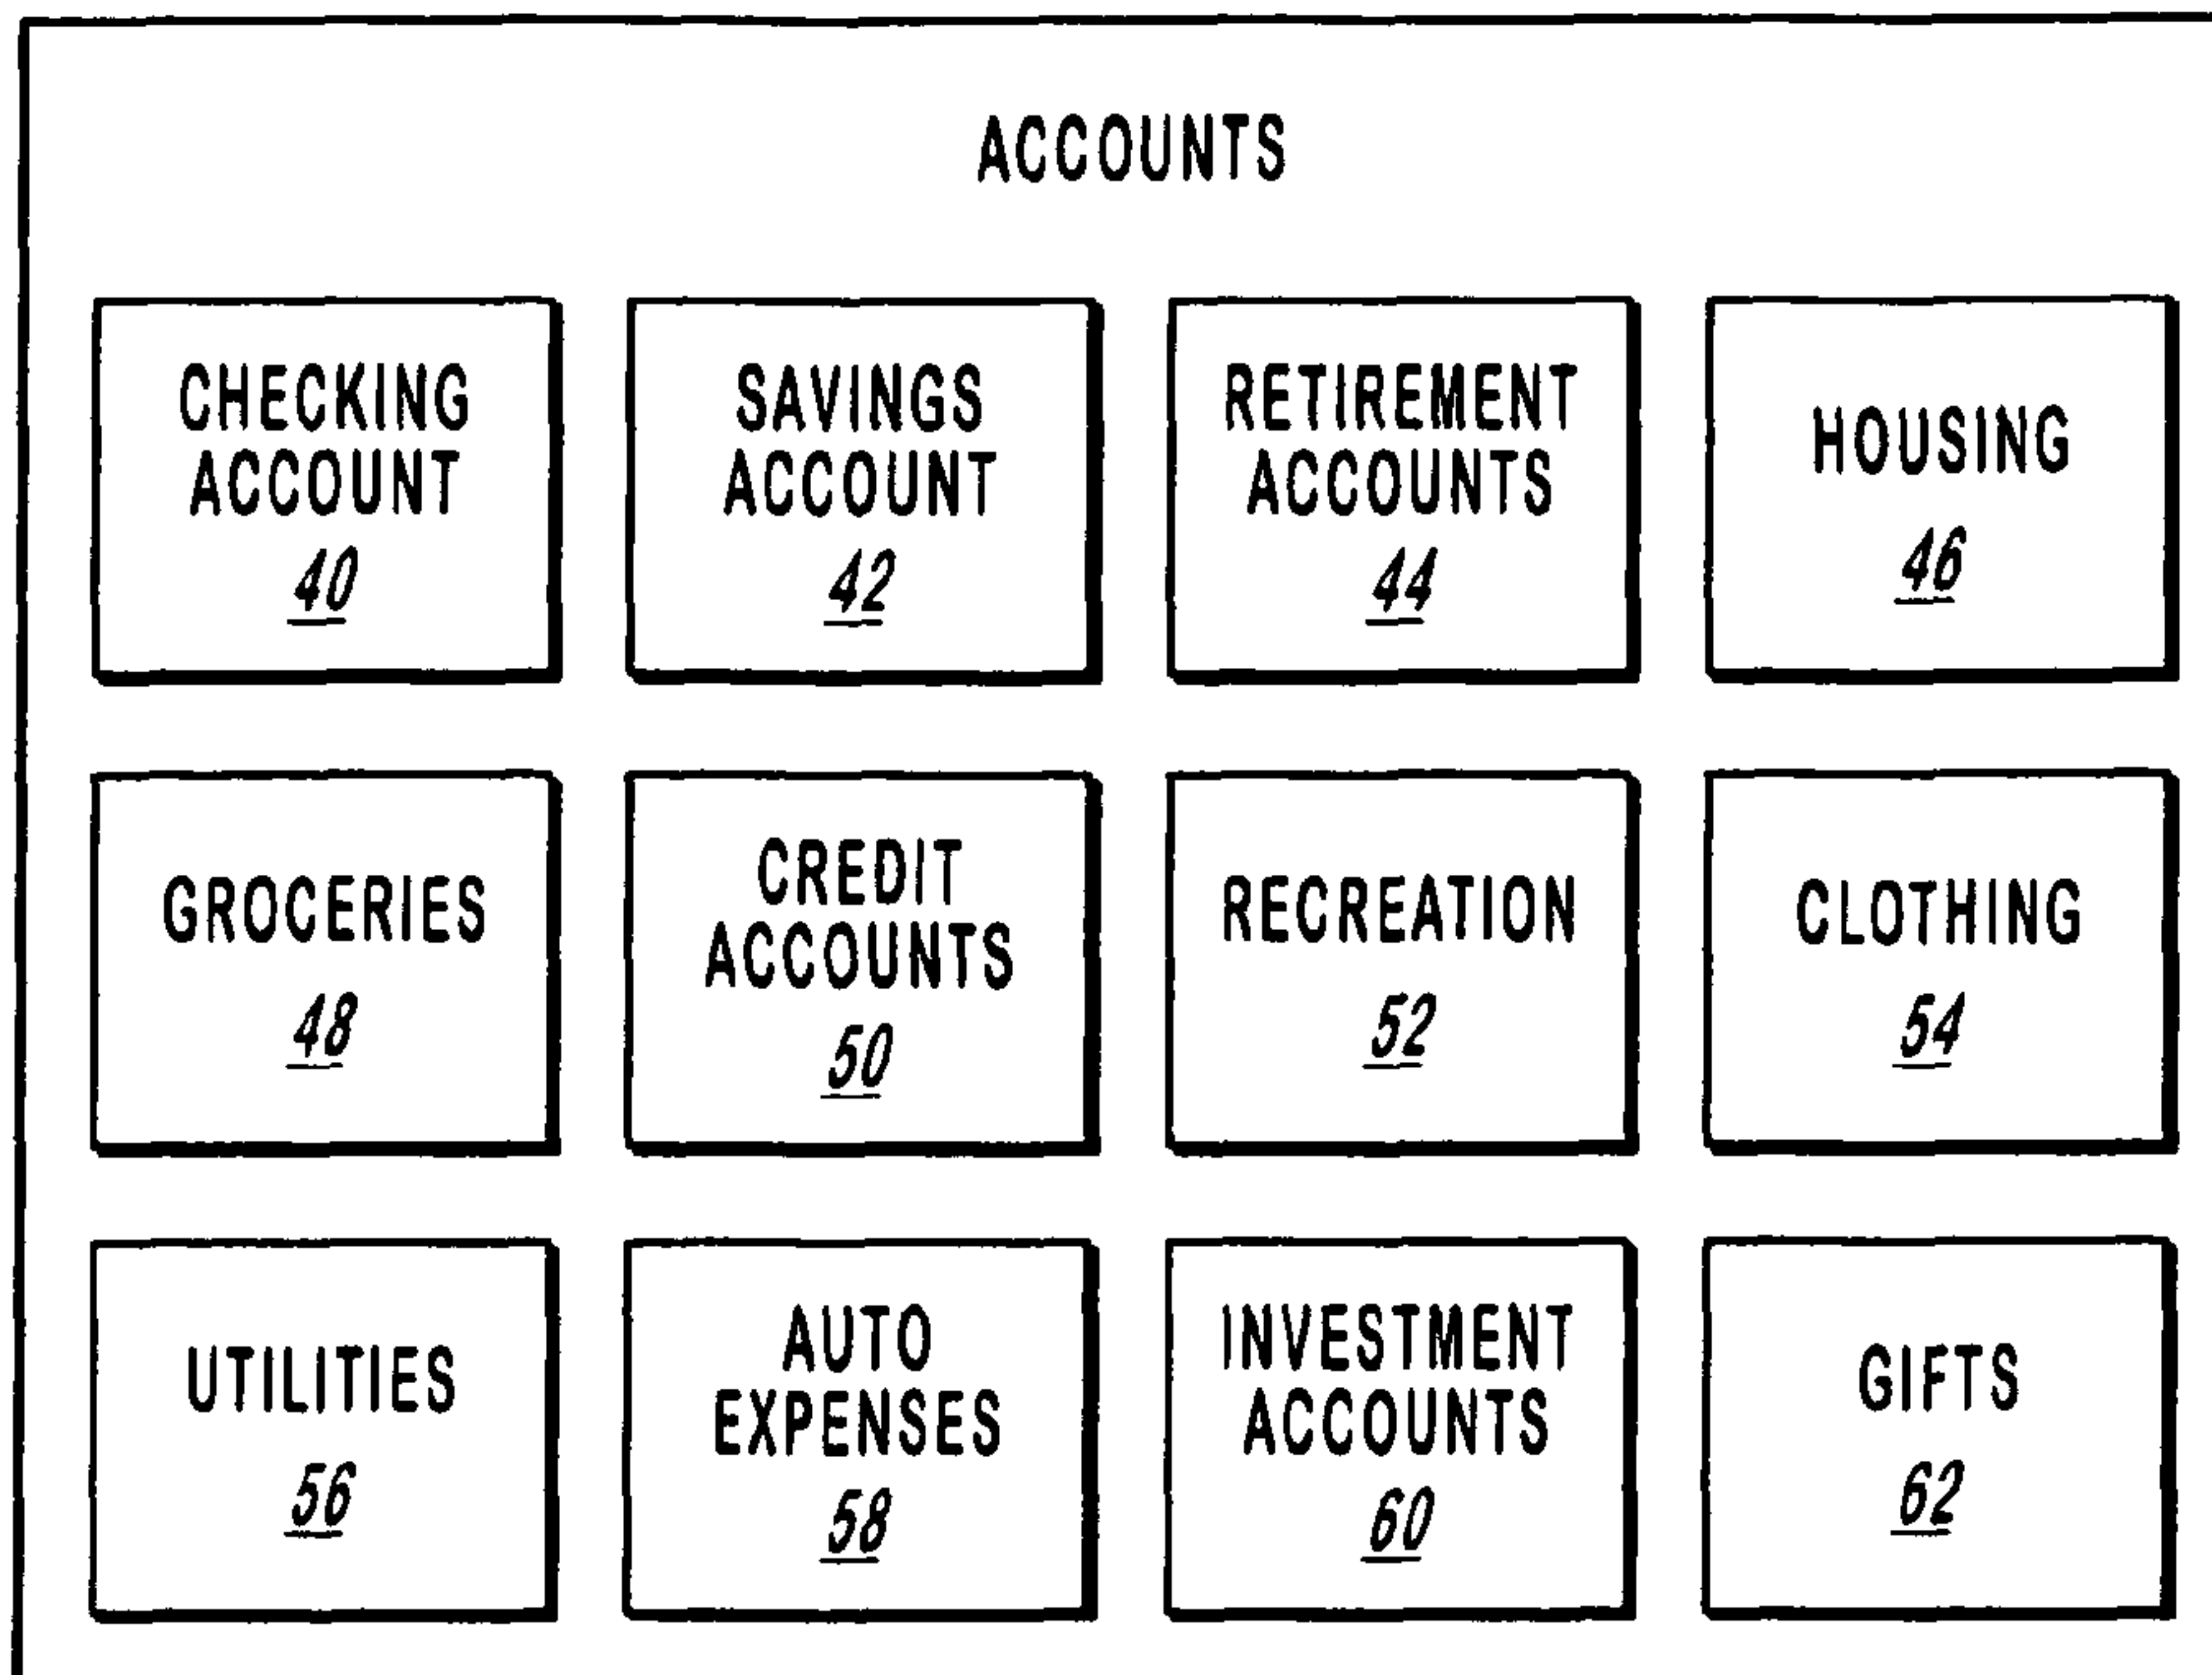 ACCOUNTS
CHECKING
ACCOUNT
40
SAVINGS
ACCOUNT
42
RETIREMENT
ACCOUNTS
44
HOUSING
46
GROCERIES
48
CREDIT
ACCOUNTS
50
RECREATION
52
CLOTHING
54
UTILITIES
56
AUTO
EXPENSES
58
INVESTMENT
ACCOUNTS
60
GIFTS
62